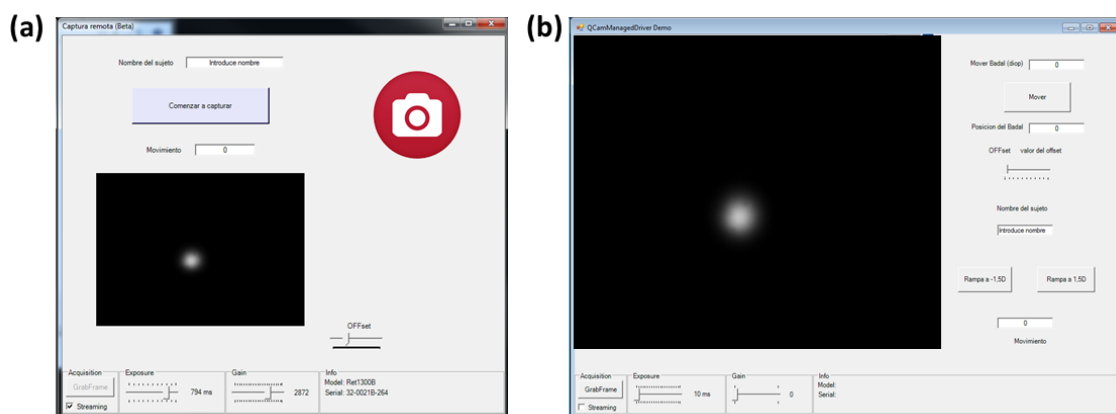 (a)
Captura remota (Beta)
Nombre del sujeto Introduce nombre
Comenzar a capturar
Movimiento 0
OFFset
Acquisition Exposure Gain Info
GrabFrame 794 ms 2872 Model: Ret1300B
Serial: 32-0021B-264
Streaming
(b)
QCamManagedDriver Demo
Mover Badal (diop) 0
Mover
Posicion del Badal 0
OFFset valor del offset
Nombre del sujeto
Introduce nombre
Rampa a -1,5D Rampa a 1,5D
0
Movimiento
Acquisition Exposure Gain Info
GrabFrame 10 ms 0 Model:
Serial:
Streaming